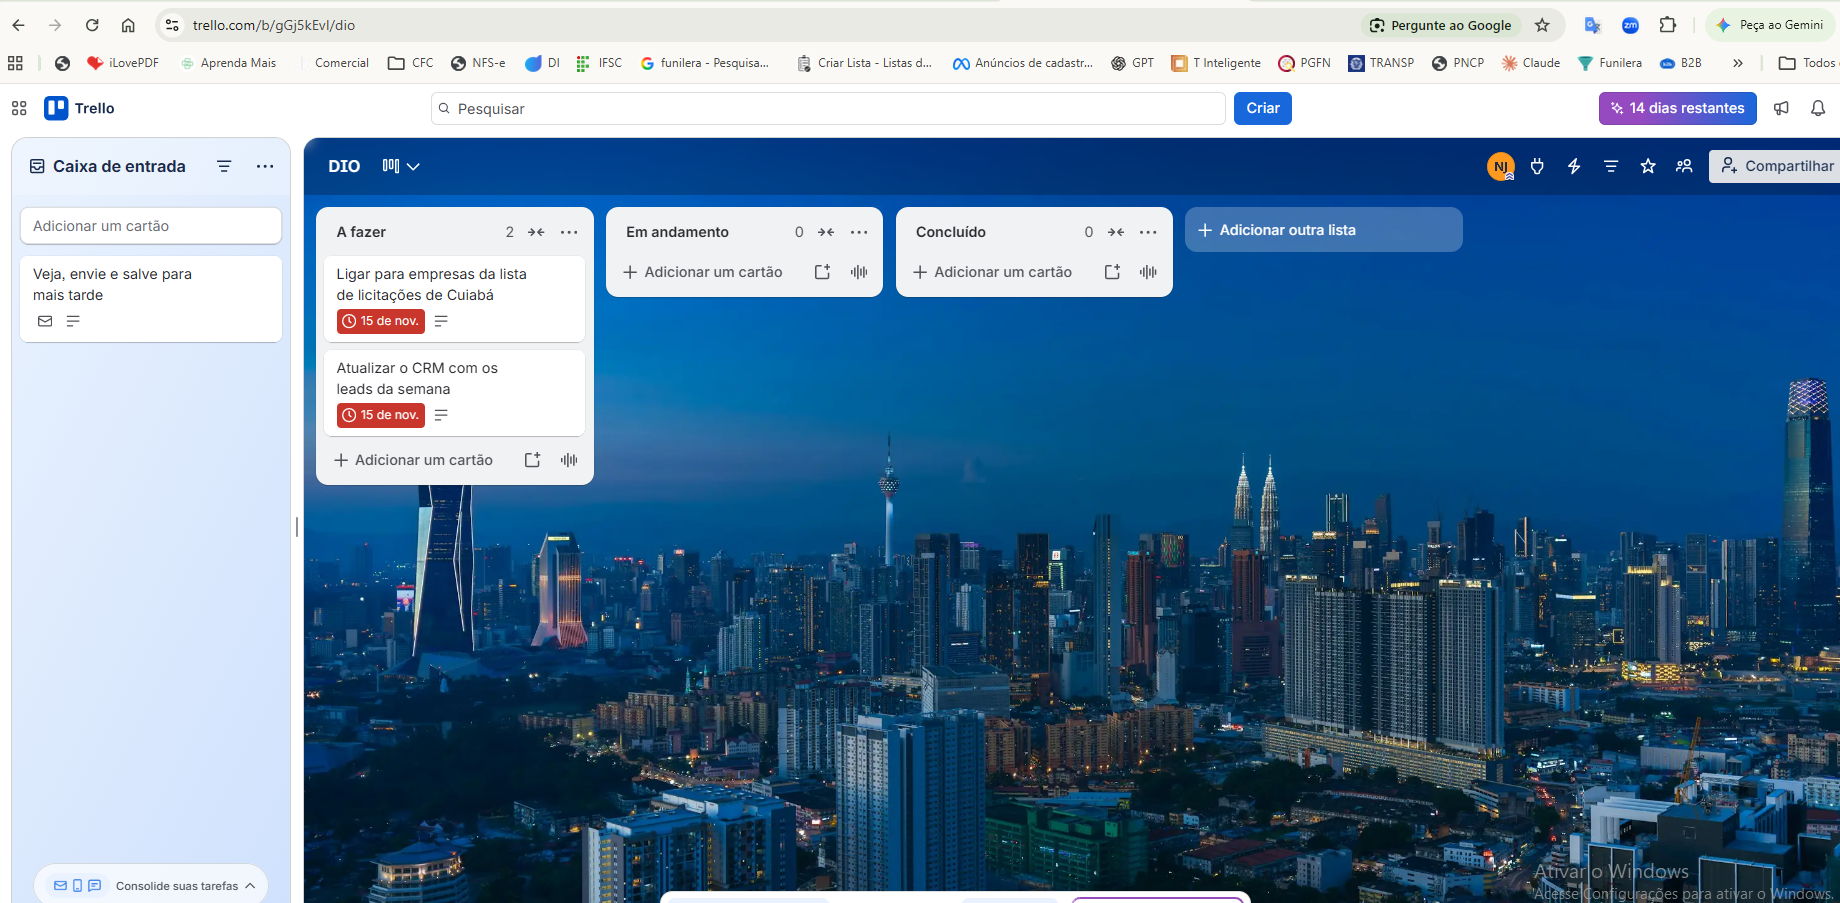 trello.com/b/gGj5kEvI/dio
Pergunte ao Google
Peça ao Gemini
iLovePDF
Aprenda Mais
Comercial
CFC
NFS-e
DI
IFSC
funilera - Pesquisa...
Criar Lista - Listas d...
Anúncios de cadastr...
GPT
T Inteligente
PGFN
TRANSP
PNCP
Claude
Funilera
B2B
»
Todos
Trello
Pesquisar
Criar
14 dias restantes
Caixa de entrada
Adicionar um cartão
Veja, envie e salve para
mais tarde
Consolide suas tarefas
DIO
NJ
Compartilhar
A fazer
2
Ligar para empresas da lista
de licitações de Cuiabá
15 de nov.
Atualizar o CRM com os
leads da semana
15 de nov.
Adicionar um cartão
Em andamento
0
Adicionar um cartão
Concluído
0
Adicionar um cartão
Adicionar outra lista
Ativar o Windows
Acesse Configurações para ativar o Windows.